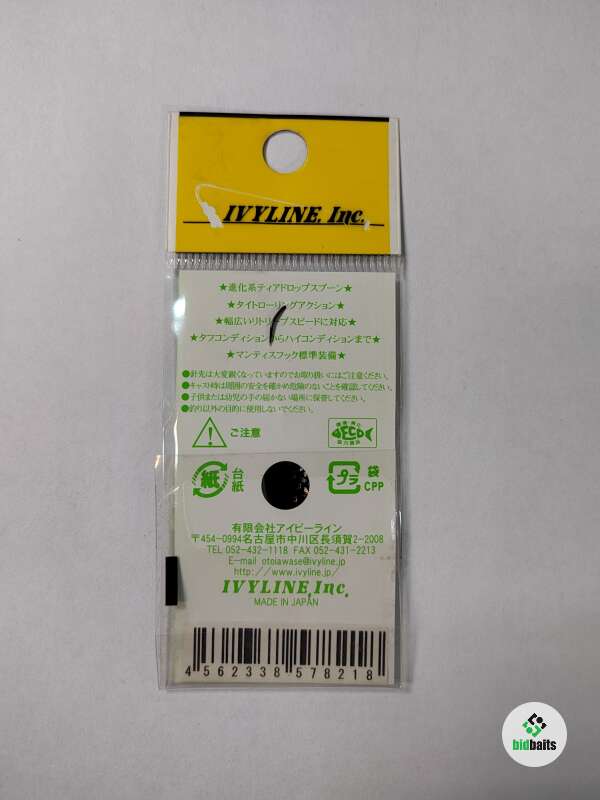 IVYLINE, Inc.
★進化系ティアドロップスプーン★
★タイトローリングアクション★
★幅広いリトリーブスピードに対応★
★タフコンディションからハイコンディションまで★
★マンティスフック標準装備★
●針先は大変鋭くなっていますのでお取り扱いにはご注意ください。
●キャスト時は周囲の安全を確かめ危険のないことを確認してください。
●子供または幼児の手の届かない場所に保管してください。
●釣り以外の目的に使用しないでください。
ご注意
ECO
紙
台紙
プラ
袋
CPP
有限会社アイビーライン
〒454-0994名古屋市中川区長須賀2-2008
TEL 052-432-1118 FAX 052-431-2213
E-mail otoiawase@ivyline.jp
http://www.ivyline.jp/
IVYLINE,Inc.
MADE IN JAPAN
4 562338 578218
bidbaits